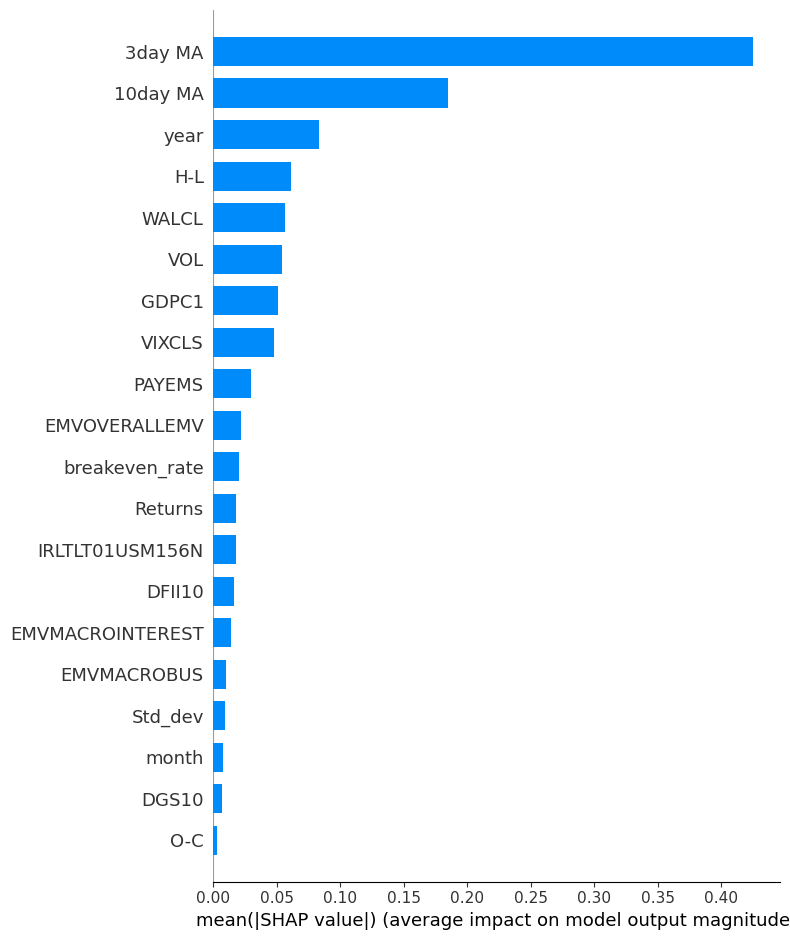 3day MA
10day MA
year
H-L
WALCL
VOL
GDPC1
VIXCLS
PAYEMS
EMVOVERALLEMV
breakeven_rate
Returns
IRLTLT01USM156N
DFII10
EMVMACROINTEREST
EMVMACROBUS
Std_dev
month
DGS10
O-C
0.00 0.05 0.10 0.15 0.20 0.25 0.30 0.35 0.40
mean(|SHAP value|) (average impact on model output magnitude